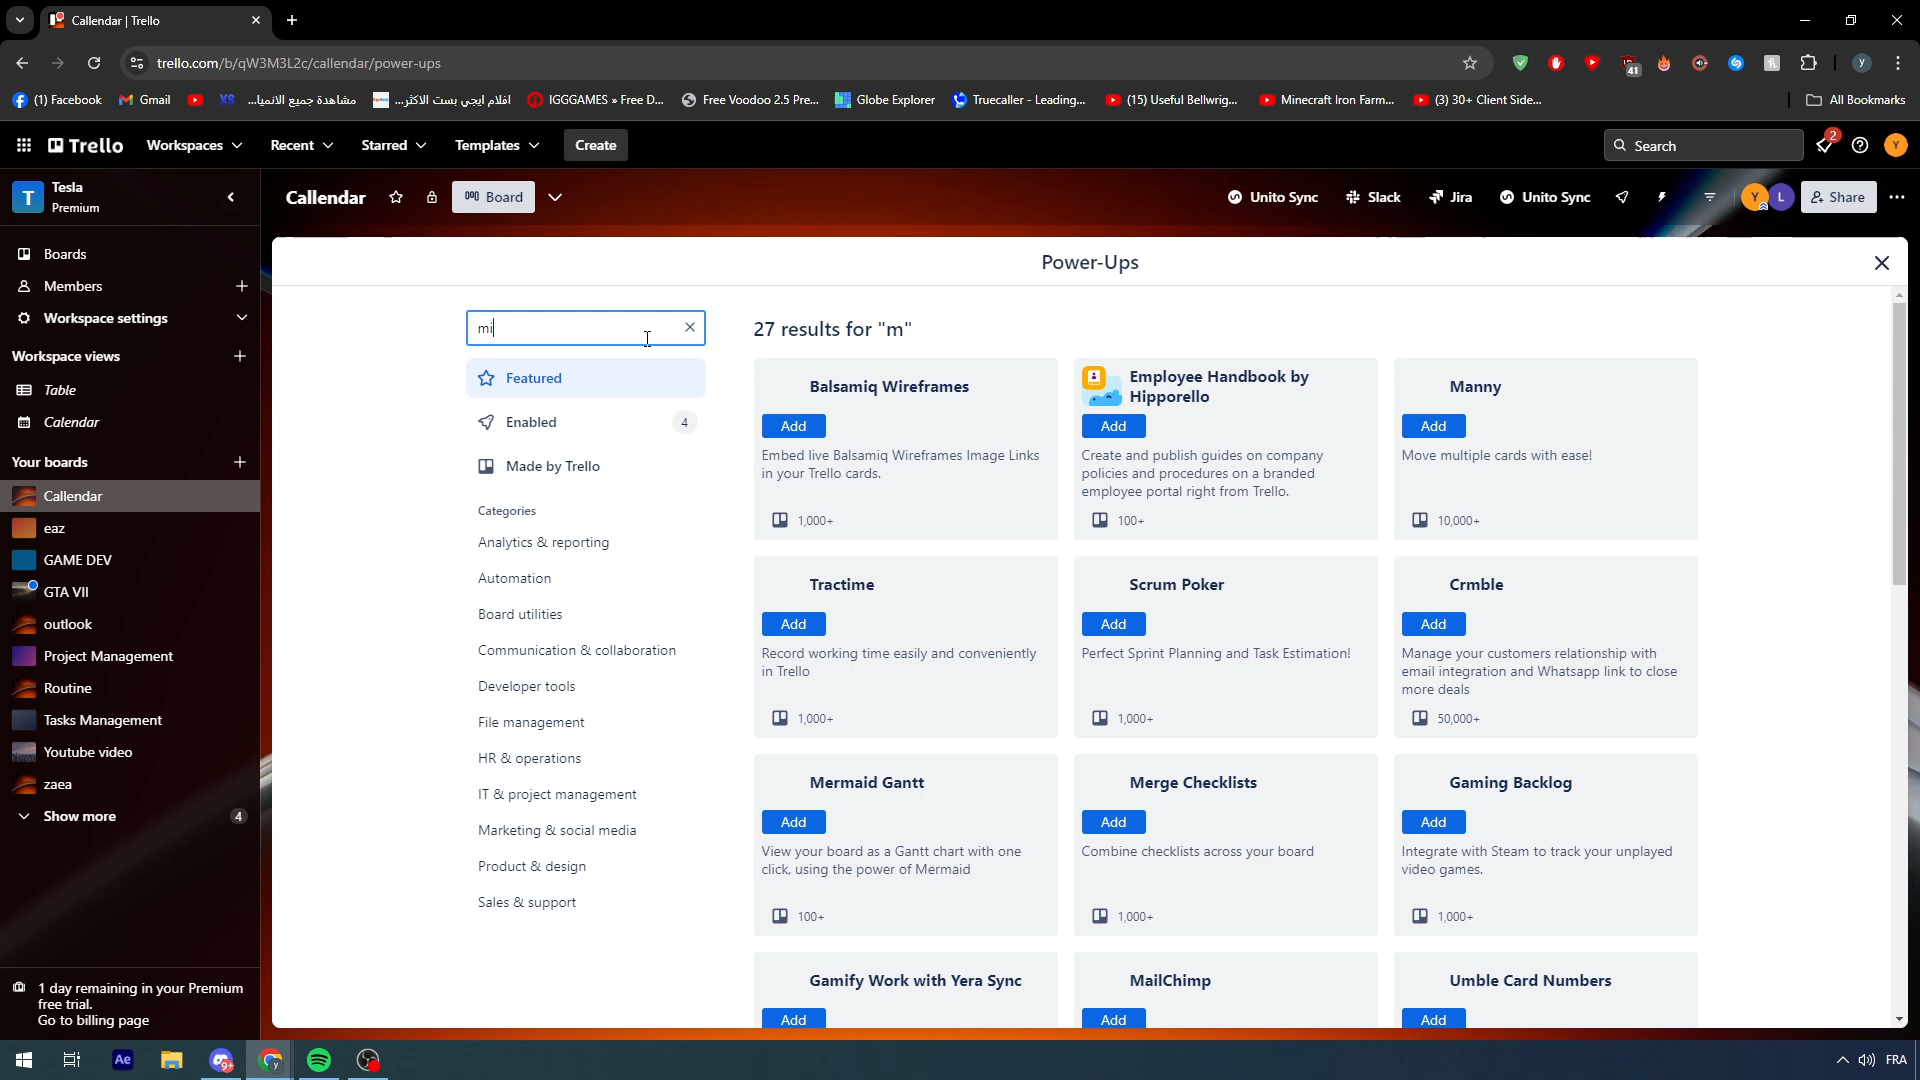 Callendar | Trello
trello.com/b/qW3M3L2c/callendar/power-ups
41
y
(1) Facebook
Gmail
XS
مشاهدة جميع الانميا...
افلام ايجي بست الاكثر...
IGGGAMES » Free D...
Free Voodoo 2.5 Pre...
Globe Explorer
Truecaller - Leading...
(15) Useful Bellwrig...
Minecraft Iron Farm...
(3) 30+ Client Side...
All Bookmarks
Trello
Workspaces
Recent
Starred
Templates
Create
Search
2
Y
T
Tesla
Premium
Callendar
Board
Unito Sync
Slack
Jira
Unito Sync
Y
L
Share
Boards
Members
Workspace settings
Workspace views
Table
Calendar
Your boards
Callendar
eaz
GAME DEV
GTA VII
outlook
Project Management
Routine
Tasks Management
Youtube video
zaea
Show more
4
1 day remaining in your Premium
free trial.
Go to billing page
Power-Ups
mi
Featured
Enabled
4
Made by Trello
Categories
Analytics & reporting
Automation
Board utilities
Communication & collaboration
Developer tools
File management
HR & operations
IT & project management
Marketing & social media
Product & design
Sales & support
27 results for "m"
Balsamiq Wireframes
Add
Embed live Balsamiq Wireframes Image Links
in your Trello cards.
1,000+
Employee Handbook by
Hipporello
Add
Create and publish guides on company
policies and procedures on a branded
employee portal right from Trello.
100+
Manny
Add
Move multiple cards with ease!
10,000+
Tractime
Add
Record working time easily and conveniently
in Trello
1,000+
Scrum Poker
Add
Perfect Sprint Planning and Task Estimation!
1,000+
Crmble
Add
Manage your customers relationship with
email integration and Whatsapp link to close
more deals
50,000+
Mermaid Gantt
Add
View your board as a Gantt chart with one
click, using the power of Mermaid
100+
Merge Checklists
Add
Combine checklists across your board
1,000+
Gaming Backlog
Add
Integrate with Steam to track your unplayed
video games.
1,000+
Gamify Work with Yera Sync
Add
MailChimp
Add
Umble Card Numbers
Add
Ae
9+
y
FRA